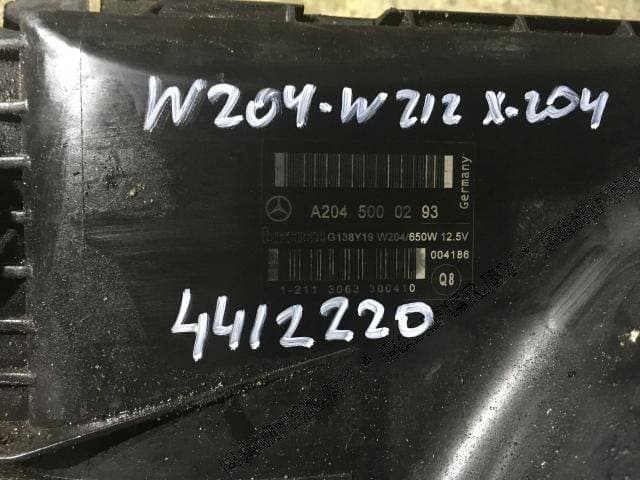 W204-W212 X-204
Germany
A204 500 02 93
G138Y19 W204/650W 12.5V
004186
Q8
1-211 3063 300410
4412220